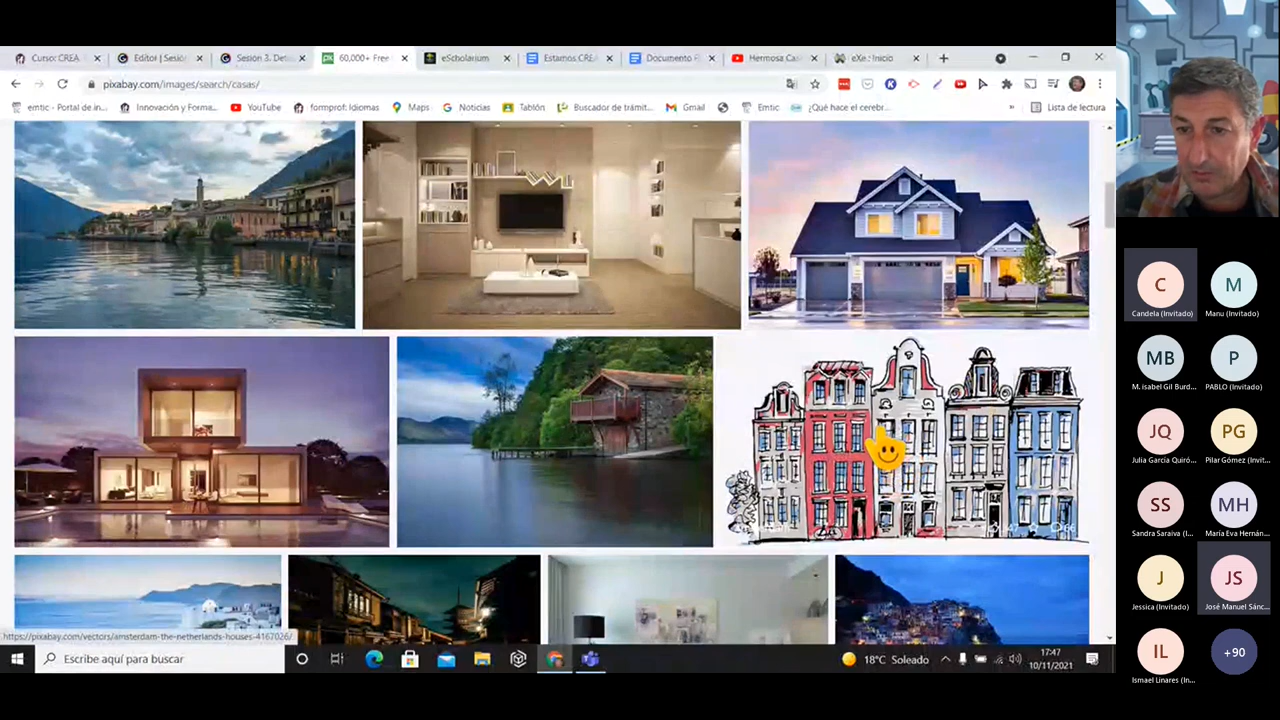 Curso: CREA
Editor | Sesión
Sesión 3. Det
60,000+ Free
eScholarium
Estamos CREA
Documento
Hermosa Ca
eXe : Inicio
pixabay.com/images/search/casas/
emtic - Portal de in...
Innovación y Forma...
YouTube
formprof: Idiomas
Maps
Noticias
Tablón
Buscador de trámit...
Gmail
Emtic
¿Qué hace el cerebr...
»
Lista de lectura
https://pixabay.com/vectors/amsterdam-the-netherlands-houses-4167026/
Escribe aquí para buscar
18°C Soleado
17:47
10/11/2021
C
Candela (Invitado)
M
Manu (Invitado)
MB
M. isabel Gil Burd...
P
PABLO (Invitado)
JQ
Julia García Quiró...
PG
Pilar Gómez (Invit...
SS
Sandra Saraiva (I...
MH
María Eva Hernán...
J
Jessica (Invitado)
JS
José Manuel Sánc...
IL
Ismael Linares (In...
+90